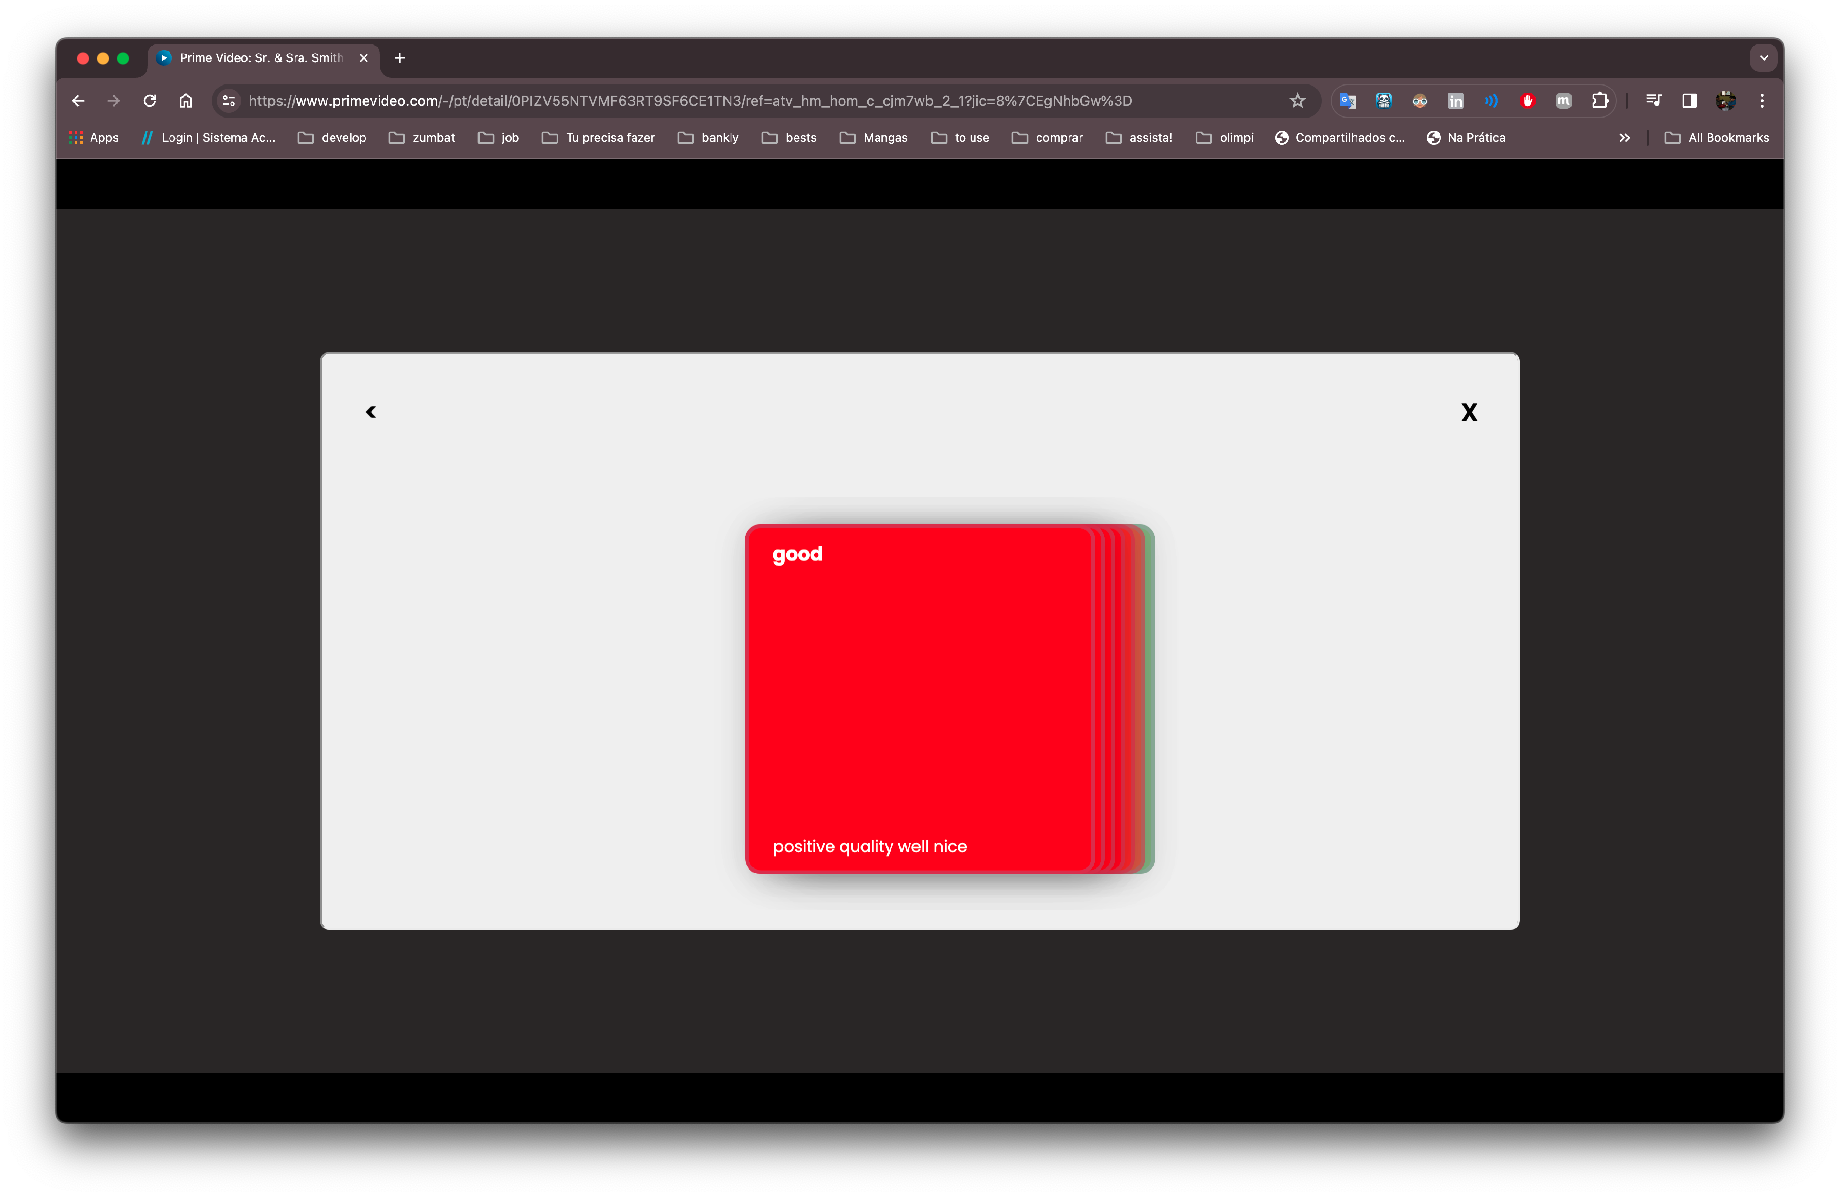 Prime Video: Sr. & Sra. Smith
https://www.primevideo.com/-/pt/detail/0PIZV55NTVMF63RT9SF6CE1TN3/ref=atv_hm_hom_c_cjm7wb_2_1?jic=8%7CEgNhbGw%3D
Apps Login | Sistema Ac... develop zumbat job Tu precisa fazer bankly bests Mangas to use comprar assista! olimpi Compartilhados c... Na Prática » All Bookmarks
< X
good
positive quality well nice